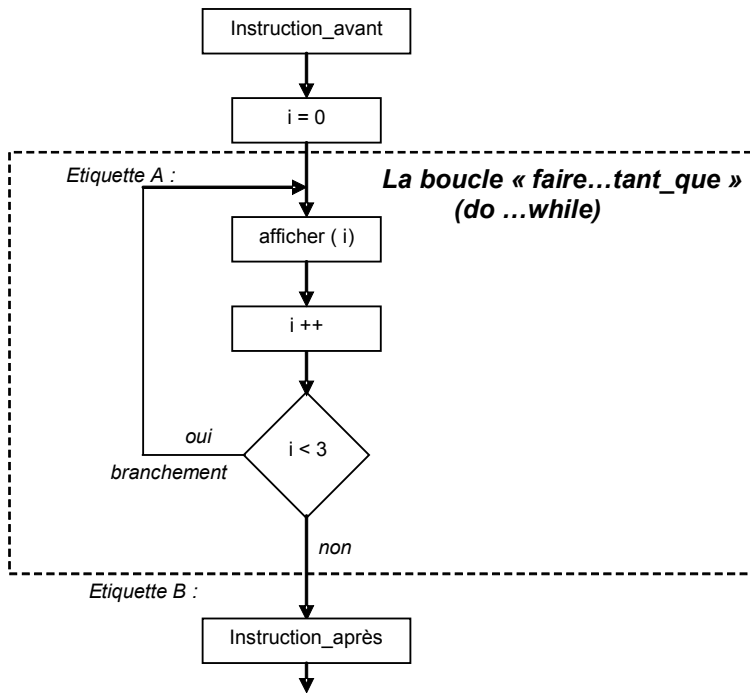 Instruction_avant
i = 0
Etiquette A :
La boucle « faire…tant_que »
(do …while)
afficher ( i)
i ++
i < 3
oui
branchement
non
Etiquette B :
Instruction_après